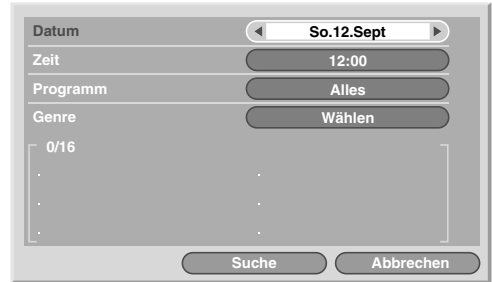 Datum So.12.Sept
Zeit 12:00
Programm Alles
Genre Wählen
0/16
Suche Abbrechen